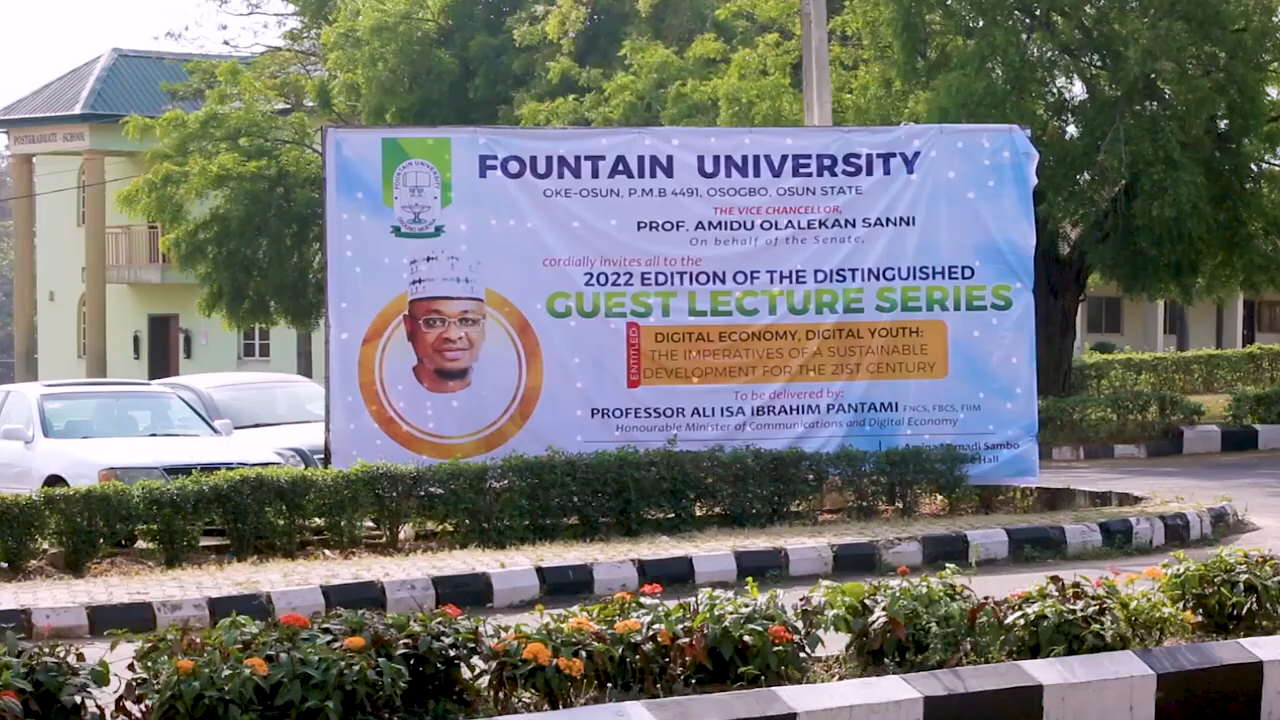 POSTGRADUATE - SCHOOL
FOUNTAIN UNIVERSITY
FOUNTAIN UNIVERSITY
OKE-OSUN, P.M.B 4491, OSOGBO, OSUN STATE
THE VICE CHANCELLOR,
PROF. AMIDU OLALEKAN SANNI
On behalf of the Senate,
cordially invites all to the
2022 EDITION OF THE DISTINGUISHED
GUEST LECTURE SERIES
ENTITLED:
DIGITAL ECONOMY, DIGITAL YOUTH:
THE IMPERATIVES OF A SUSTAINABLE
DEVELOPMENT FOR THE 21ST CENTURY
To be delivered by:
PROFESSOR ALI ISA IBRAHIM PANTAMI FNCS, FBCS, FIIM
Honourable Minister of Communications and Digital Economy
Sambo
Hall